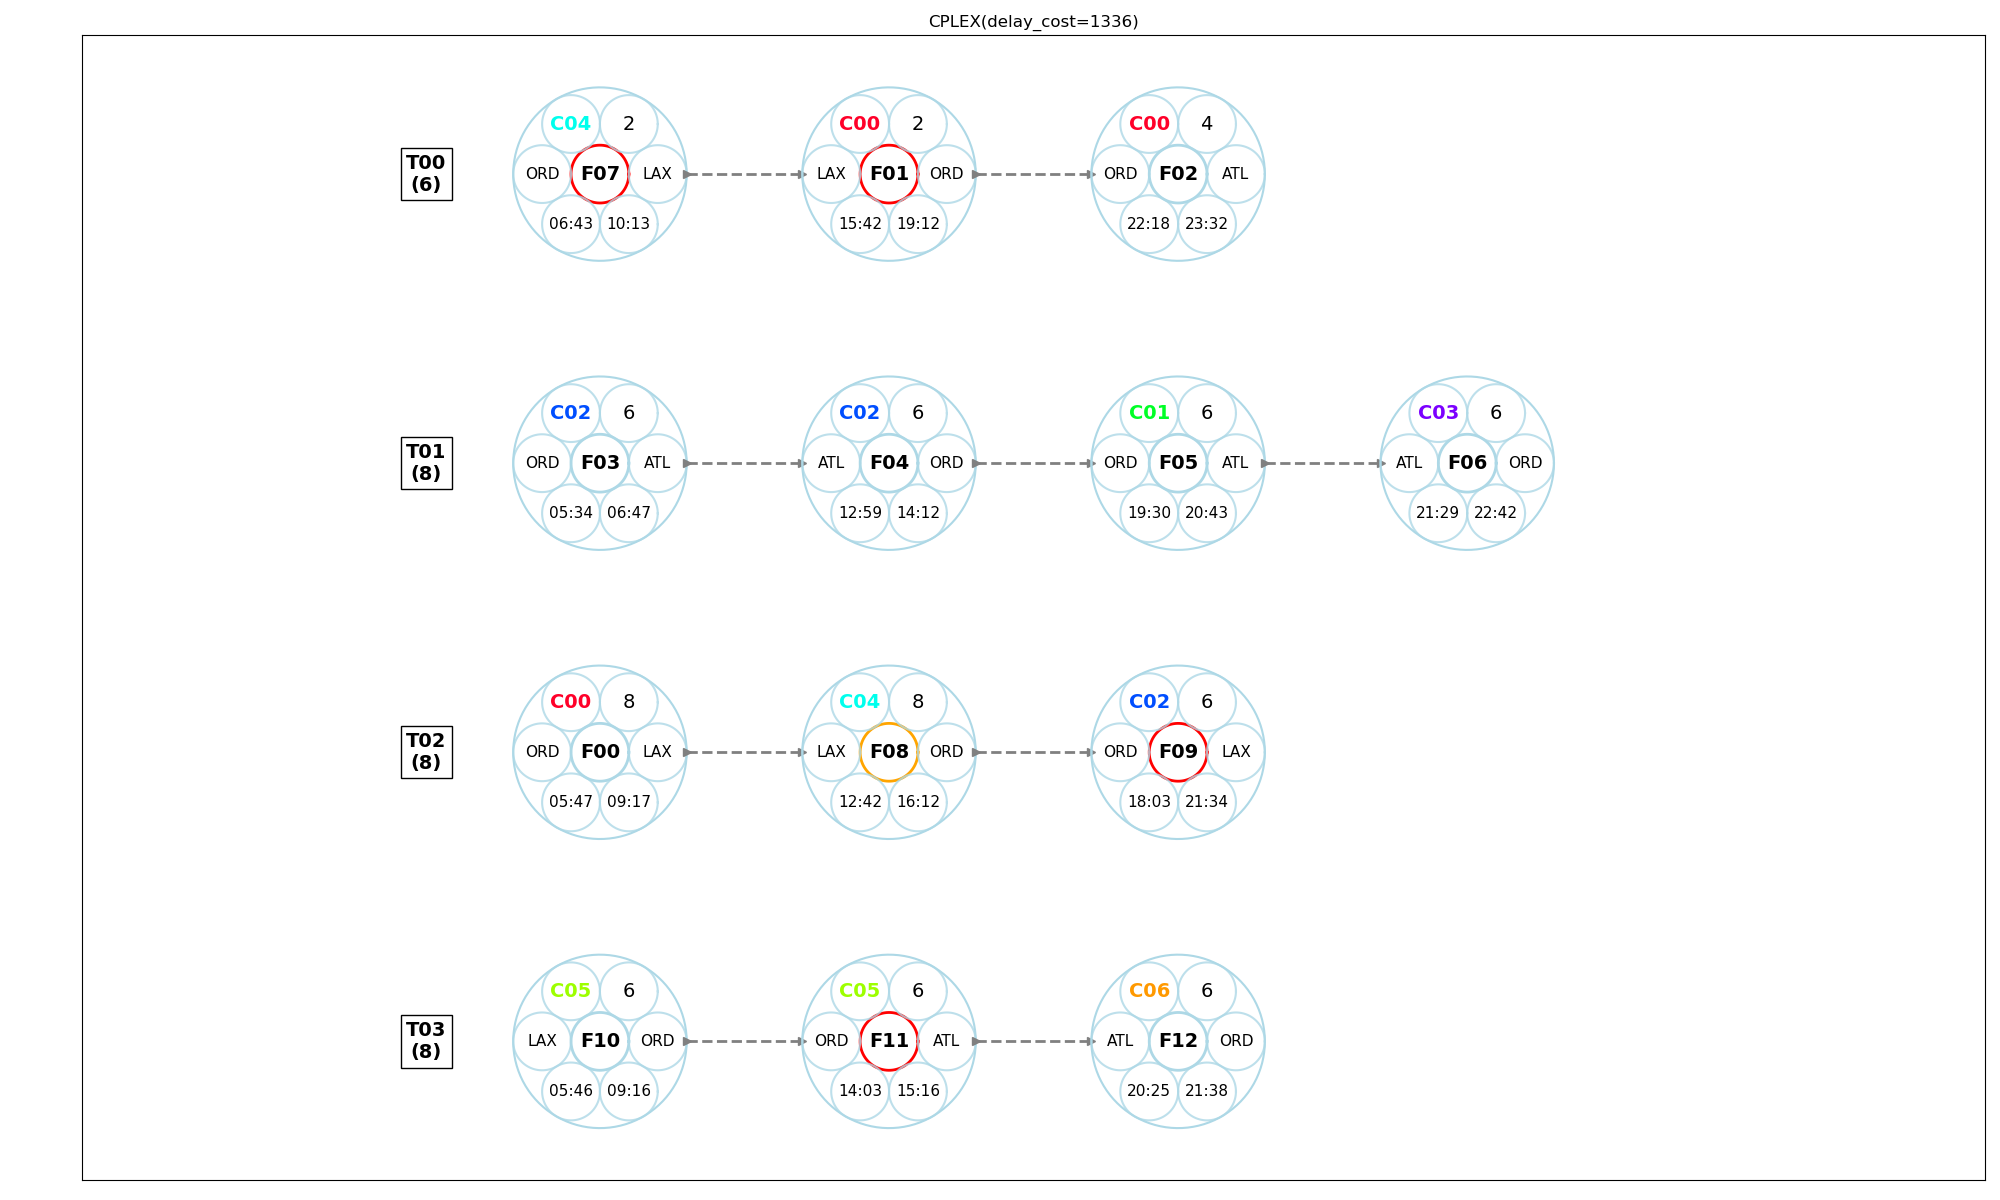 CPLEX(delay_cost=1336)
C04 2 C00 2 C00 4
T00
(6)
ORD F07 LAX LAX F01 ORD ORD F02 ATL
06:43 10:13 15:42 19:12 22:18 23:32
C02 6 C02 6 C01 6 C03 6
T01
(8)
ORD F03 ATL ATL F04 ORD ORD F05 ATL ATL F06 ORD
05:34 06:47 12:59 14:12 19:30 20:43 21:29 22:42
C00 8 C04 8 C02 6
T02
(8)
ORD F00 LAX LAX F08 ORD ORD F09 LAX
05:47 09:17 12:42 16:12 18:03 21:34
C05 6 C05 6 C06 6
T03
(8)
LAX F10 ORD ORD F11 ATL ATL F12 ORD
05:46 09:16 14:03 15:16 20:25 21:38